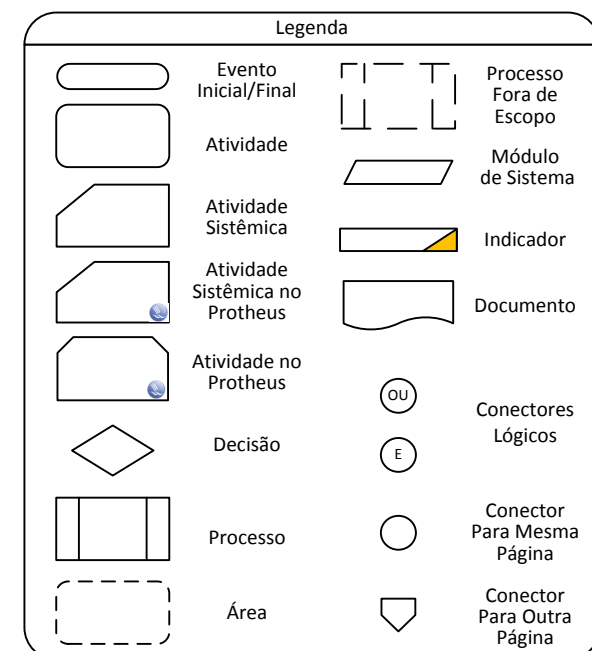 Legenda
Evento
Inicial/Final
Atividade
Atividade
Sistêmica
Atividade
Sistêmica no
Protheus
Atividade no
Protheus
Decisão
Processo
Área
Processo
Fora de
Escopo
Módulo
de Sistema
Indicador
Documento
OU
E
Conectores
Lógicos
Conector
Para Mesma
Página
Conector
Para Outra
Página